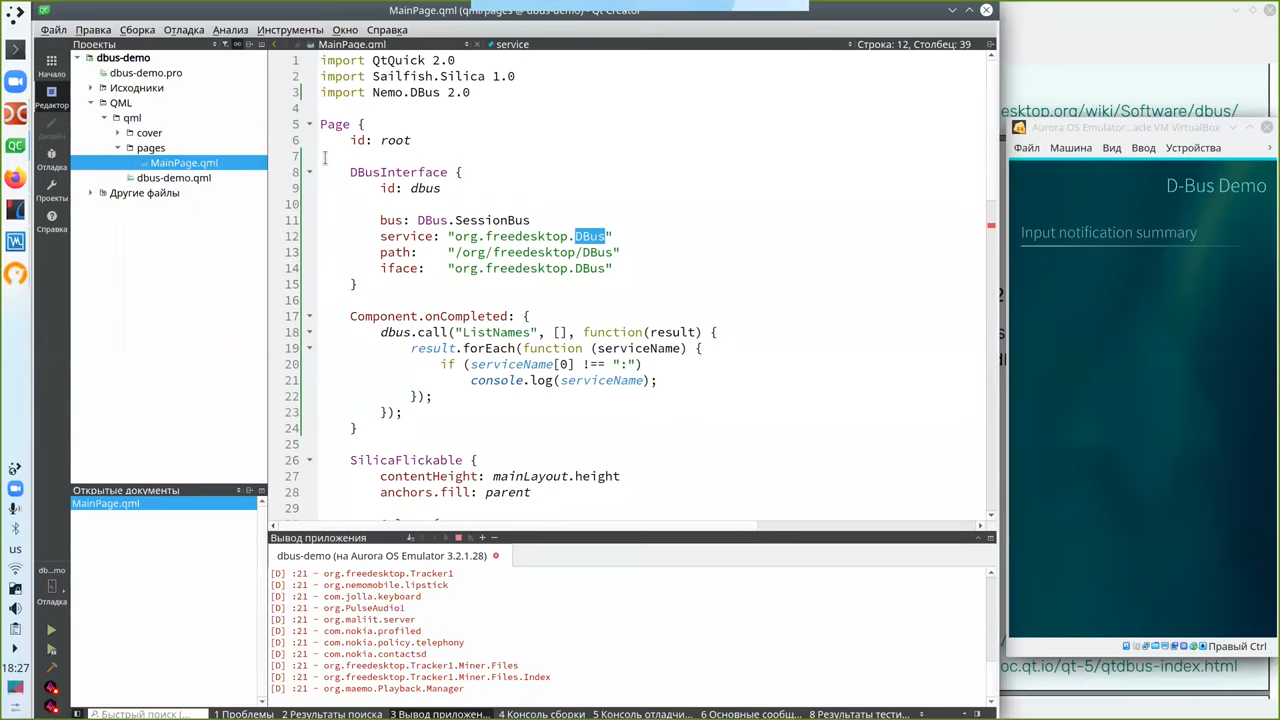 MainPage.qml (qml/pages @ dbus-demo) - Qt Creator
Файл Правка Сборка Отладка Анализ Инструменты Окно Справка
Проекты
MainPage.qml
service
Строка: 12, Столбец: 39
Начало
Редактор
Дизайн
Отладка
Проекты
Справка
dbus-demo
dbus-demo.pro
Исходники
QML
qml
cover
pages
MainPage.qml
dbus-demo.qml
Другие файлы
1 import QtQuick 2.0
2 import Sailfish.Silica 1.0
3 import Nemo.DBus 2.0
4
5 Page {
6 id: root
7
8 DBusInterface {
9 id: dbus
10
11 bus: DBus.SessionBus
12 service: "org.freedesktop.DBus"
13 path: "/org/freedesktop/DBus"
14 iface: "org.freedesktop.DBus"
15 }
16
17 Component.onCompleted: {
18 dbus.call("ListNames", [], function(result) {
19 result.forEach(function (serviceName) {
20 if (serviceName[0] !== ":")
21 console.log(serviceName);
22 });
23 });
24 }
25
26 SilicaFlickable {
27 contentHeight: mainLayout.height
28 anchors.fill: parent
29
Открытые документы
MainPage.qml
Вывод приложения
dbus-demo (на Aurora OS Emulator 3.2.1.28)
[D] :21 - org.freedesktop.Tracker1
[D] :21 - org.nemomobile.lipstick
[D] :21 - com.jolla.keyboard
[D] :21 - org.PulseAudio1
[D] :21 - org.maliit.server
[D] :21 - com.nokia.profiled
[D] :21 - com.nokia.policy.telephony
[D] :21 - com.nokia.contactsd
[D] :21 - org.freedesktop.Tracker1.Miner.Files
[D] :21 - org.freedesktop.Tracker1.Miner.Files.Index
[D] :21 - org.maemo.Playback.Manager
db...mo
Отладка
us
18:27
Быстрый поиск (...
1 Проблемы 2 Результаты поиска 3 Вывод приложен... 4 Консоль сборки 5 Консоль отладчи... 6 Основные сообщ... 8 Результаты тести...
esktop.org/wiki/Software/dbus/
Aurora OS Emulator ...acle VM VirtualBox
Файл Машина Вид Ввод Устройства
D-Bus Demo
Input notification summary
Правый Ctrl
oc.qt.io/qt-5/qtdbus-index.html